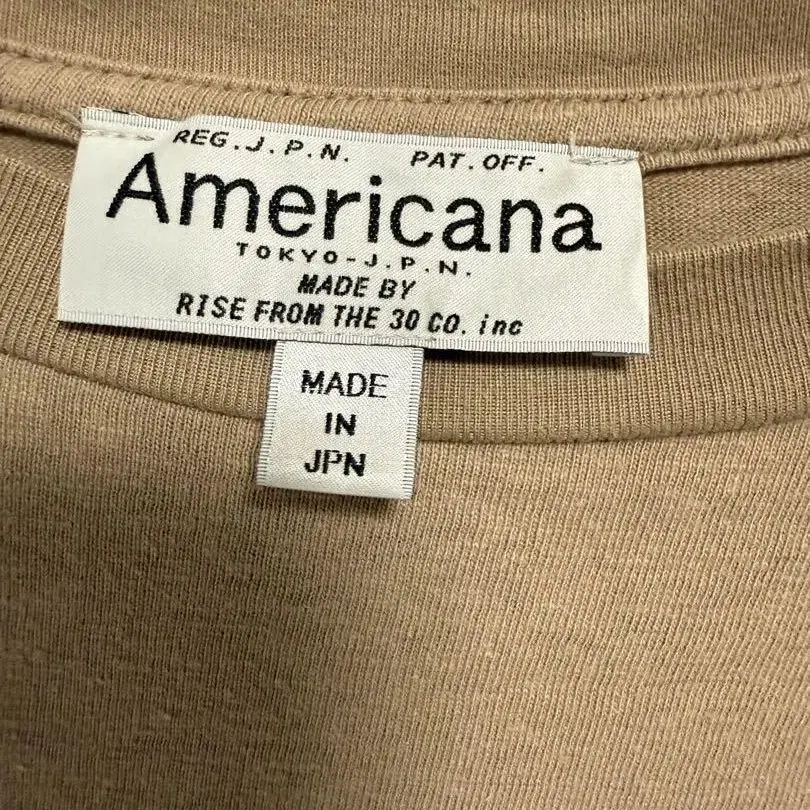 REG.J.P.N. PAT.OFF.
Americana
TOKYO-J.P.N.
MADE BY
RISE FROM THE 30 CO. inc
MADE
IN
JPN